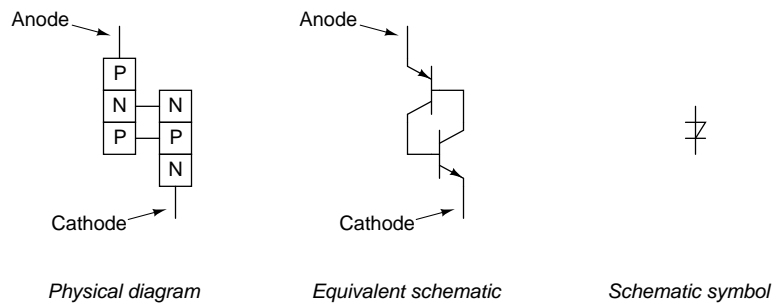 Anode
Anode
P
N N
P P
N
Cathode
Cathode
Physical diagram
Equivalent schematic
Schematic symbol